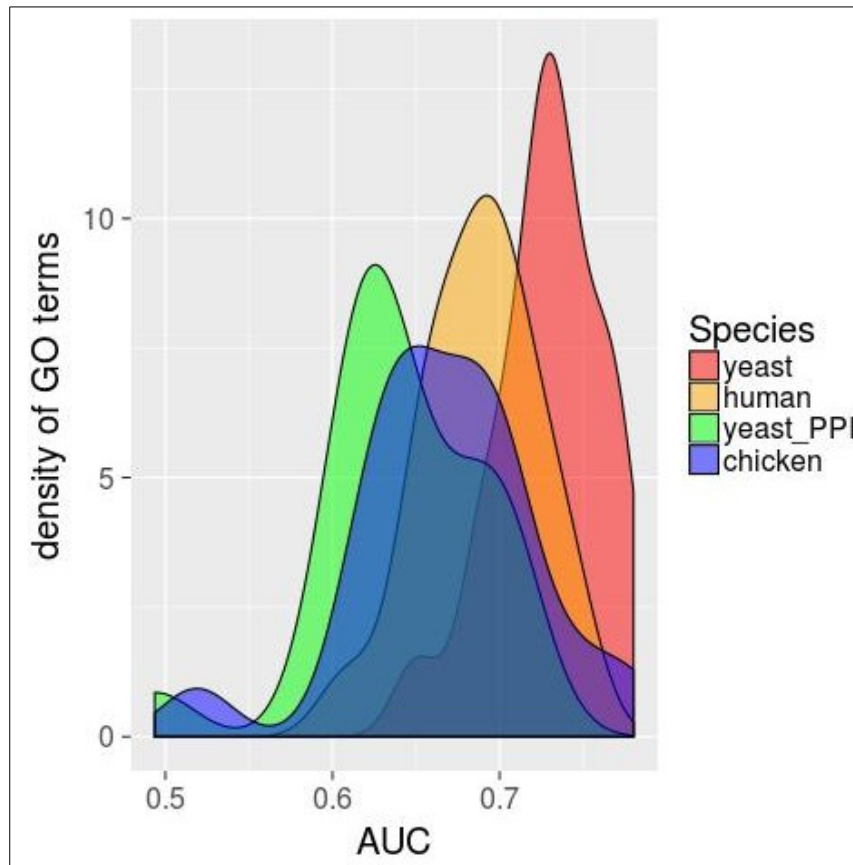 density of GO terms
10
5
0
0.5 0.6 0.7
AUC
Species
yeast
human
yeast_PPI
chicken